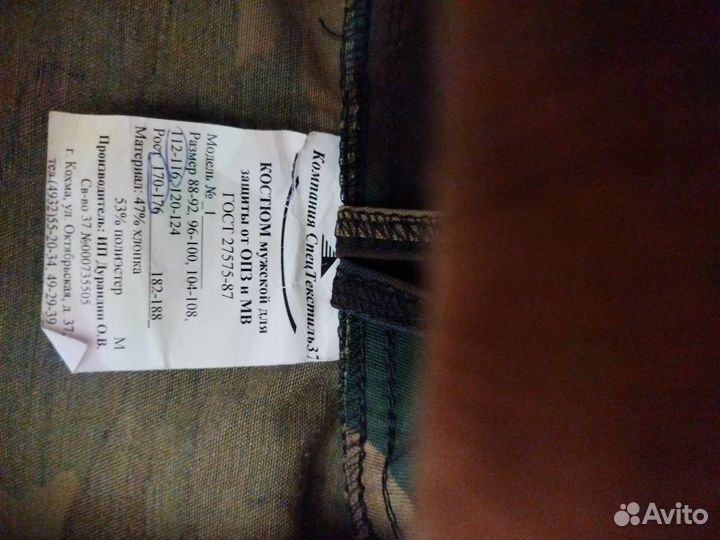 Компания СпецТекстиль37
КОСТЮМ мужской для
защиты от ОПЗ и МВ
ГОСТ 27575-87
Модель № 1
Размер 88-92, 96-100, 104-108,
112-116, 120-124
Рост 170-176 182-188
Материал: 47% хлопка
53% полиэстер М
Производитель: ИП Дурандин О.В.
Св-во 37 №000735505
г. Кохма, ул. Октябрьская, д. 37,
тел.(4932)55-20-34, 49-29-39
Avito